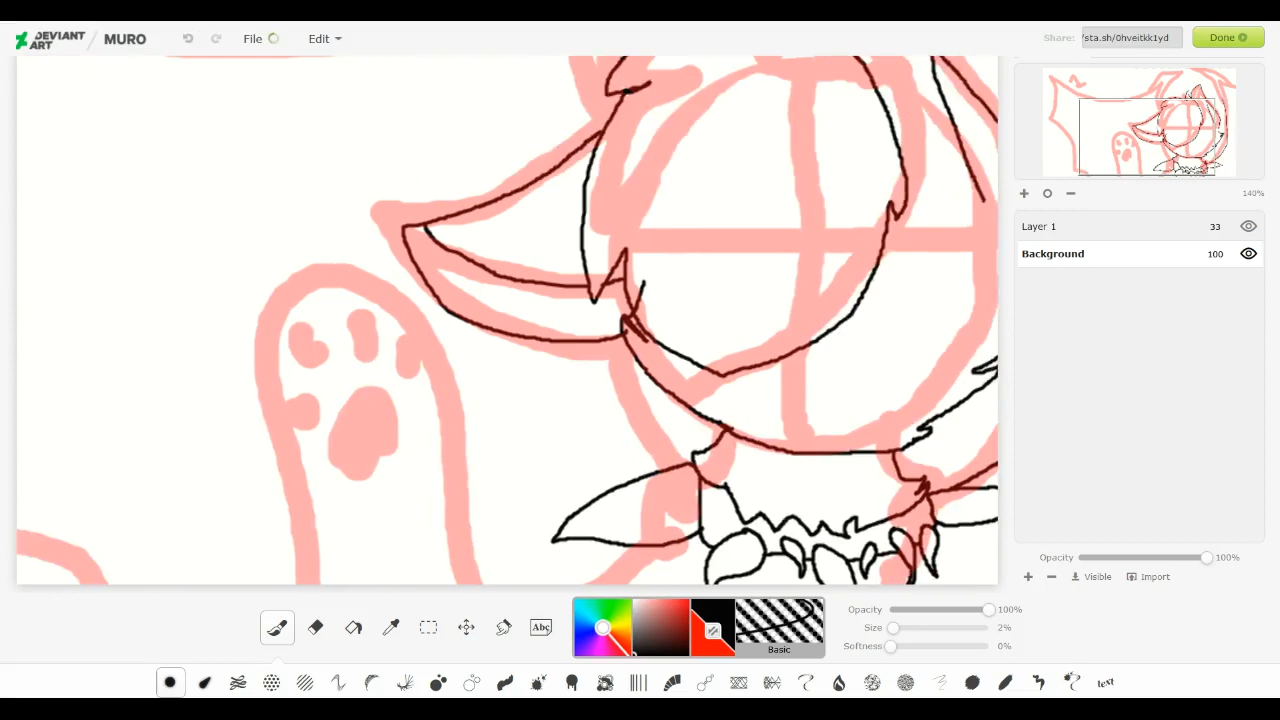 DEVIANT ART / MURO File Edit Share: /sta.sh/0hveitkk1yd Done
140%
Layer 1 33
Background 100
Opacity 100%
Visible Import
Abc
Basic
Opacity 100%
Size 2%
Softness 0%
text